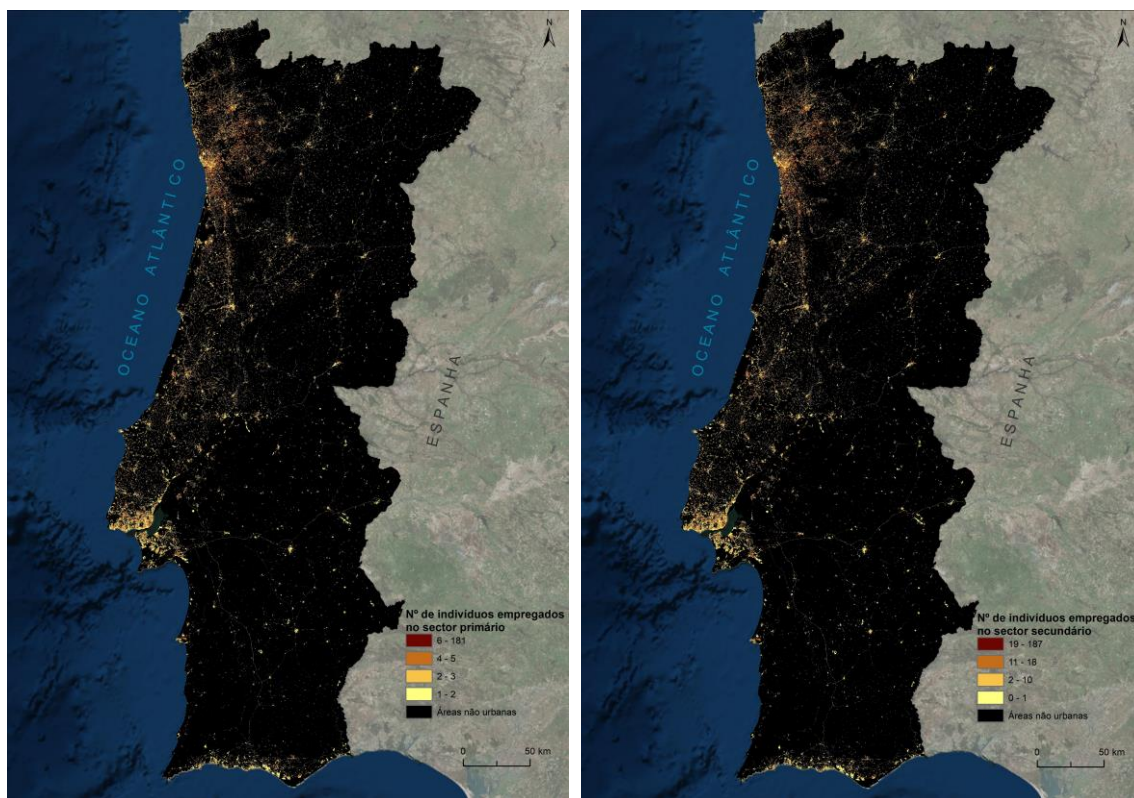 N
OCEANO ATLÂNTICO
ESPANHA
Nº de indivíduos empregados
no sector primário
6 - 181
4 - 5
2 - 3
1 - 2
Áreas não urbanas
0 50 km
N
OCEANO ATLÂNTICO
ESPANHA
Nº de indivíduos empregados
no sector secundário
19 - 187
11 - 18
2 - 10
0 - 1
Áreas não urbanas
0 50 km